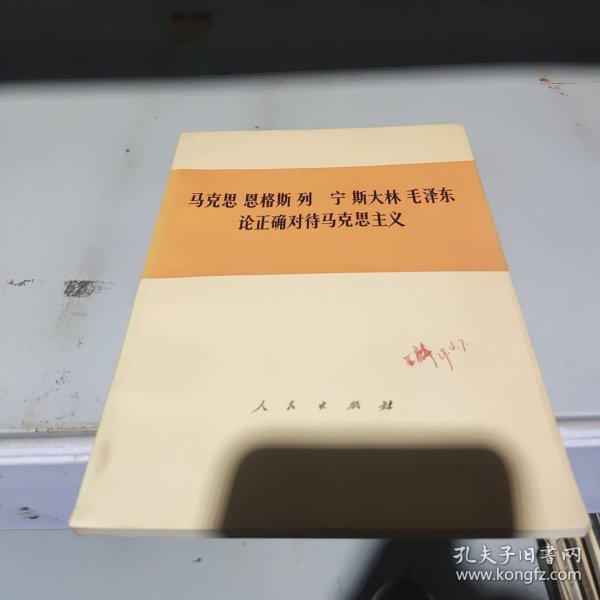 马克思 恩格斯 列 宁 斯大林 毛泽东
论正确对待马克思主义
人民出版社
孔夫子旧书网
www.kongfz.com